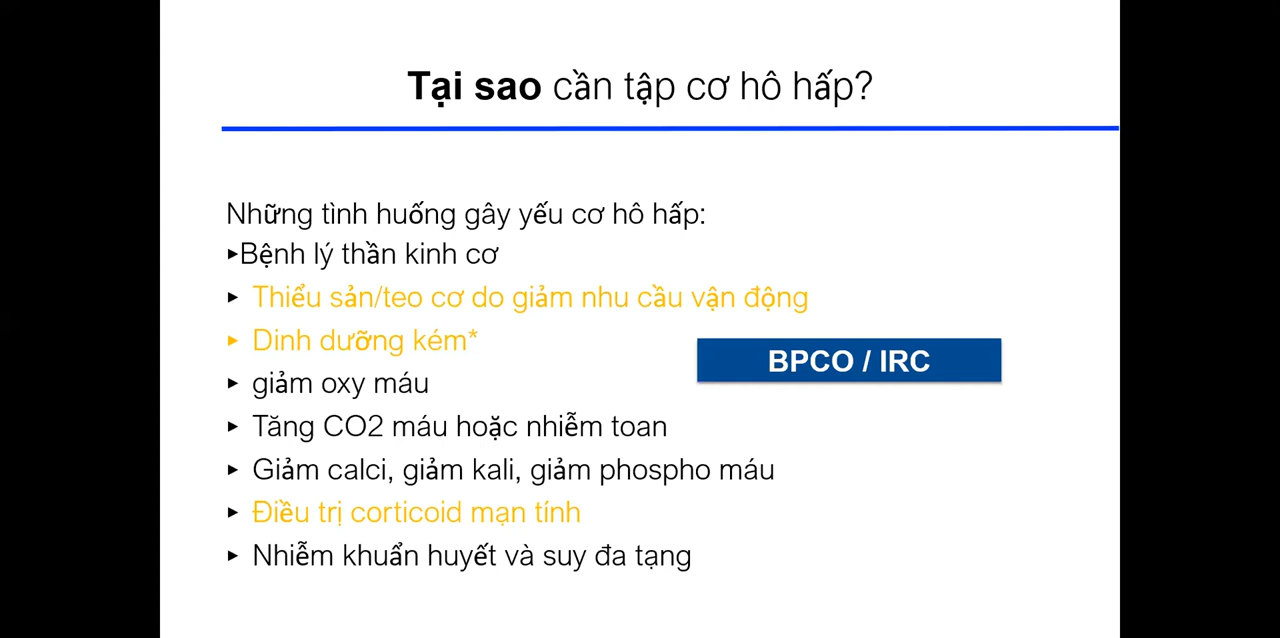 Tại sao cần tập cơ hô hấp?
Những tình huống gây yếu cơ hô hấp:
▸Bệnh lý thần kinh cơ
▸ Thiểu sản/teo cơ do giảm nhu cầu vận động
▸ Dinh dưỡng kém*
BPCO / IRC
▸ giảm oxy máu
▸ Tăng CO2 máu hoặc nhiễm toan
▸ Giảm calci, giảm kali, giảm phospho máu
▸ Điều trị corticoid mạn tính
▸ Nhiễm khuẩn huyết và suy đa tạng